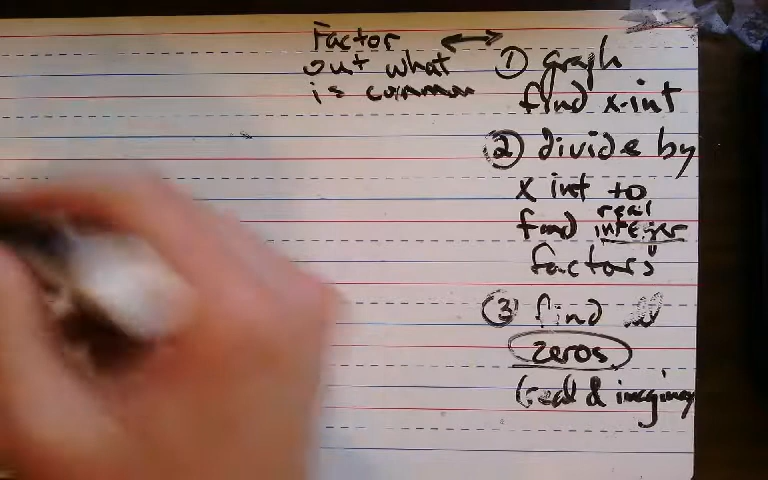 Factor
out what
is common
① graph
find x-int
② divide by
x int to
real
find integer
factors
③ find
zeros
(real &